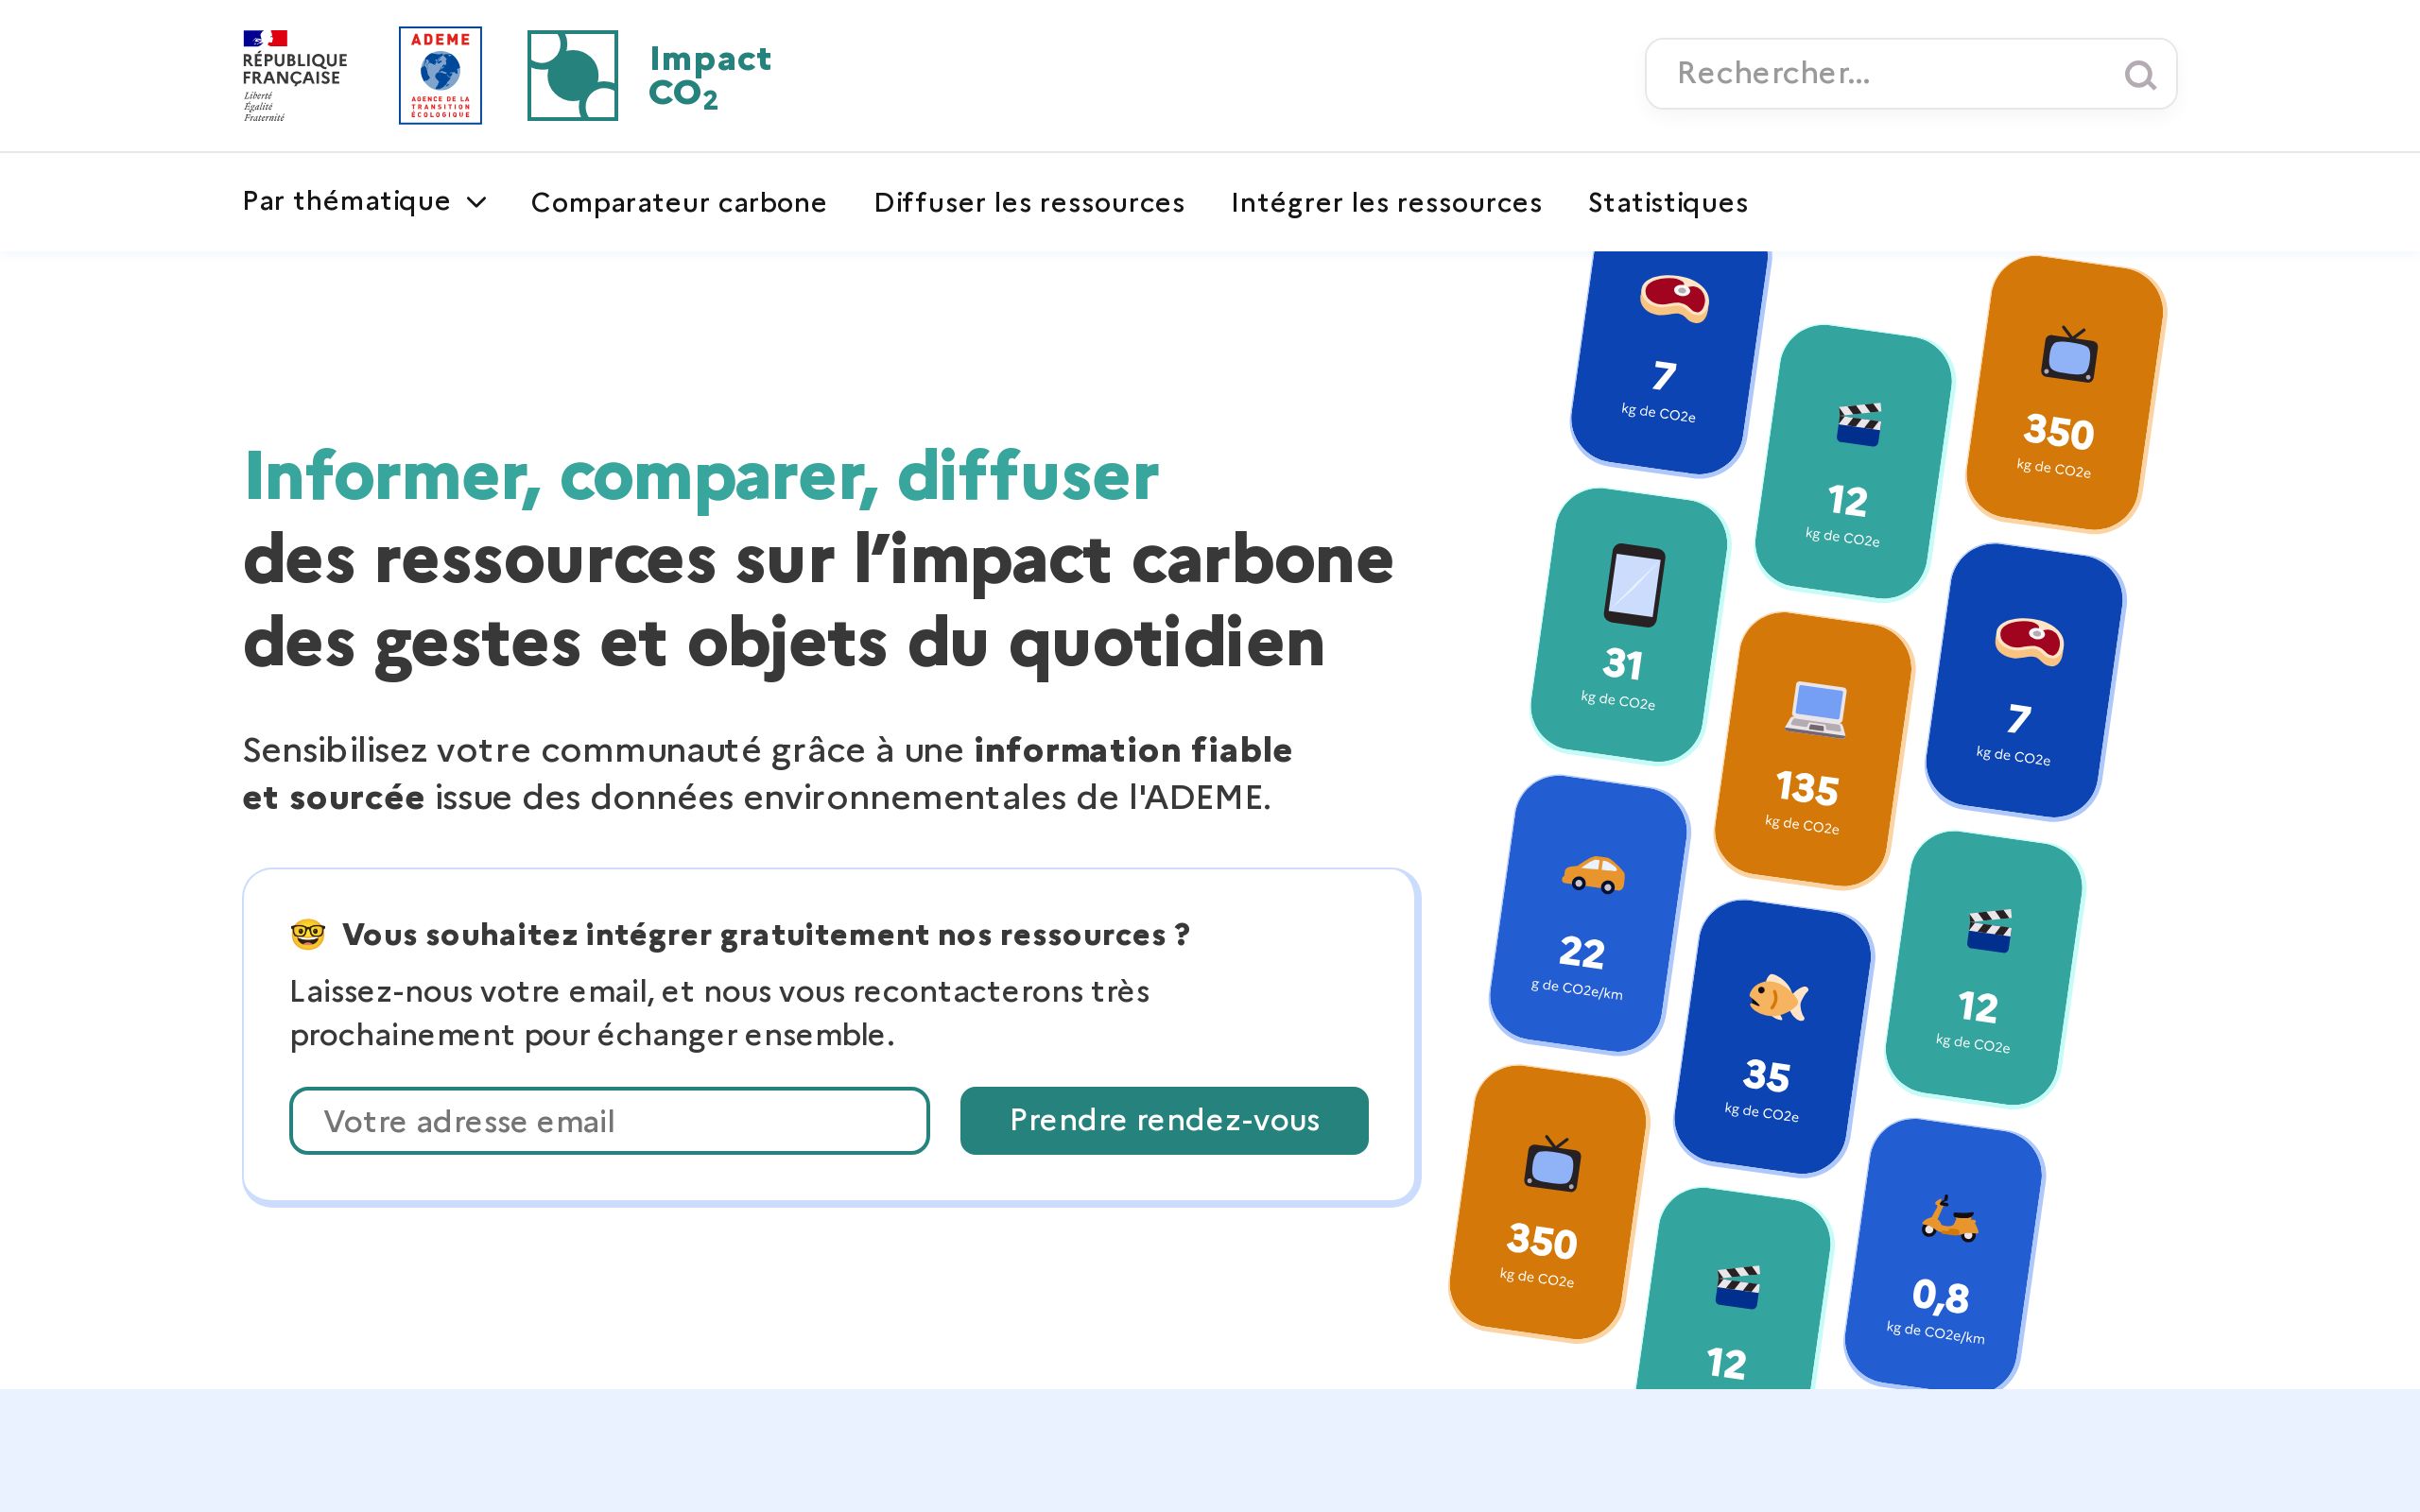 RÉPUBLIQUE
FRANÇAISE
Liberté
Égalité
Fraternité
ADEME
AGENCE DE LA
TRANSITION
ÉCOLOGIQUE
Impact
CO2
Rechercher...
Par thématique
Comparateur carbone
Diffuser les ressources
Intégrer les ressources
Statistiques
Informer, comparer, diffuser
des ressources sur l’impact carbone
des gestes et objets du quotidien
Sensibilisez votre communauté grâce à une information fiable
et sourcée issue des données environnementales de l'ADEME.
🤓 Vous souhaitez intégrer gratuitement nos ressources ?
Laissez-nous votre email, et nous vous recontacterons très
prochainement pour échanger ensemble.
Votre adresse email
Prendre rendez-vous
7
kg de CO2e
31
kg de CO2e
22
g de CO2e/km
350
kg de CO2e
12
kg de CO2e
135
kg de CO2e
35
kg de CO2e
12
350
kg de CO2e
7
kg de CO2e
12
kg de CO2e
0,8
kg de CO2e/km